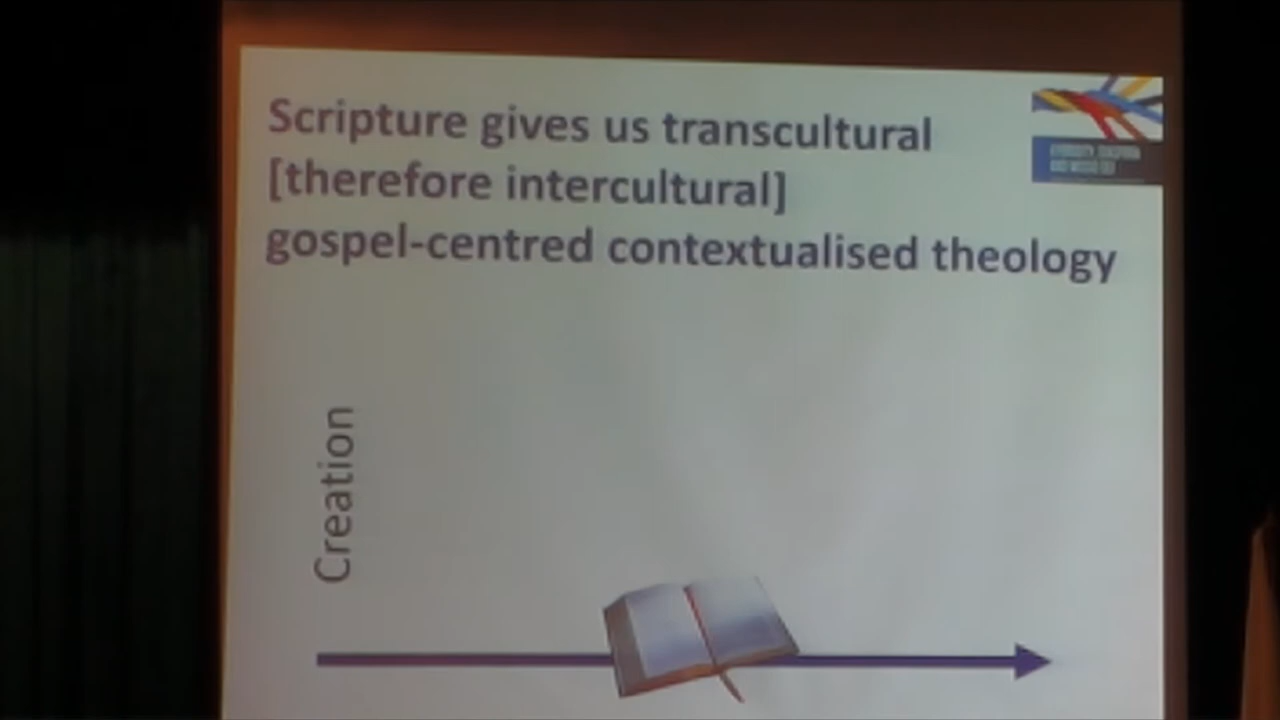 Scripture gives us transcultural
[therefore intercultural]
gospel-centred contextualised theology
Creation